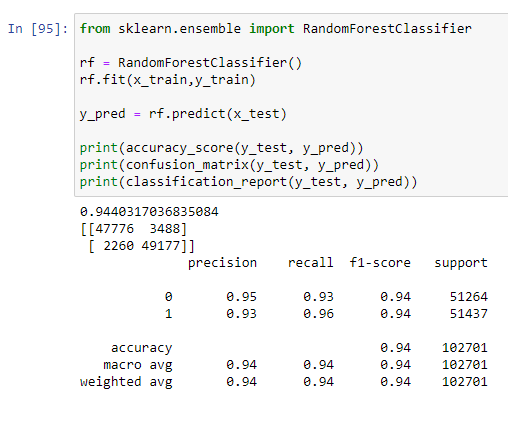 In [95]: from sklearn.ensemble import RandomForestClassifier
rf = RandomForestClassifier()
rf.fit(x_train,y_train)
y_pred = rf.predict(x_test)
print(accuracy_score(y_test, y_pred))
print(confusion_matrix(y_test, y_pred))
print(classification_report(y_test, y_pred))
0.9440317036835084
[[47776  3488]
 [ 2260 49177]]
              precision    recall  f1-score   support
           0       0.95      0.93      0.94     51264
           1       0.93      0.96      0.94     51437
    accuracy                           0.94    102701
   macro avg       0.94      0.94      0.94    102701
weighted avg       0.94      0.94      0.94    102701